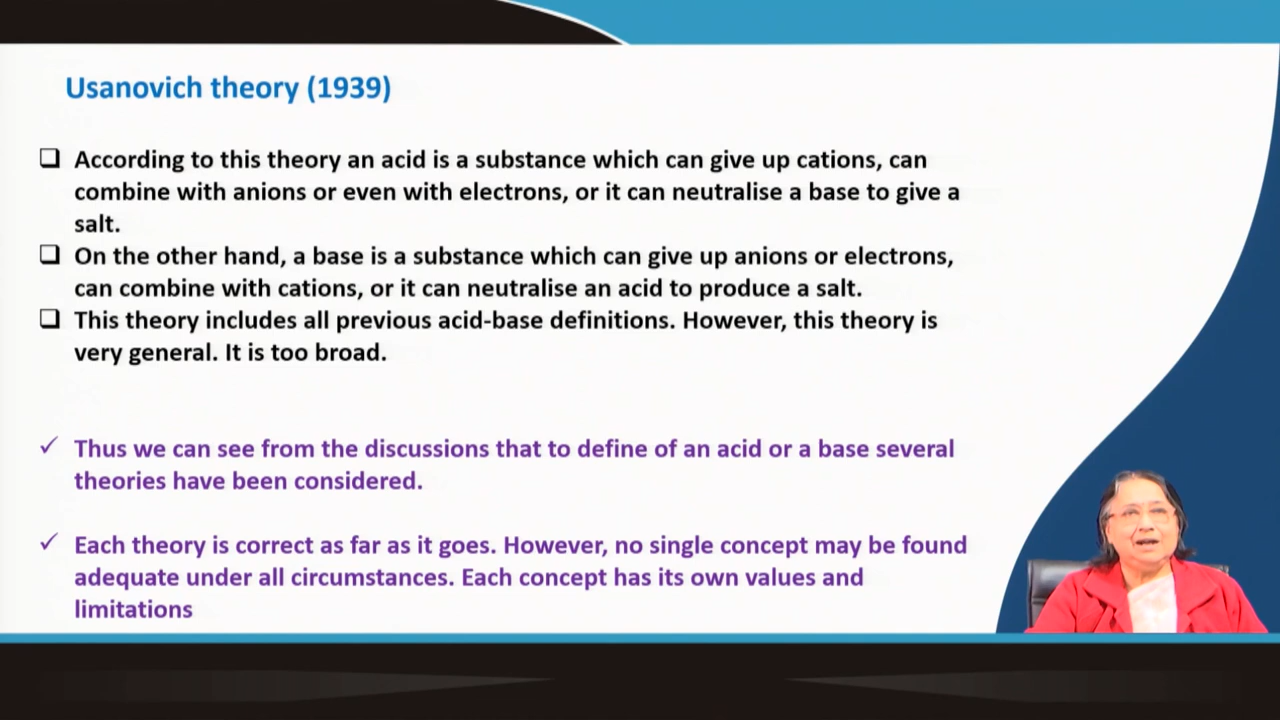 Usanovich theory (1939)
❑ According to this theory an acid is a substance which can give up cations, can
combine with anions or even with electrons, or it can neutralise a base to give a
salt.
❑ On the other hand, a base is a substance which can give up anions or electrons,
can combine with cations, or it can neutralise an acid to produce a salt.
❑ This theory includes all previous acid-base definitions. However, this theory is
very general. It is too broad.
✓ Thus we can see from the discussions that to define of an acid or a base several
theories have been considered.
✓ Each theory is correct as far as it goes. However, no single concept may be found
adequate under all circumstances. Each concept has its own values and
limitations